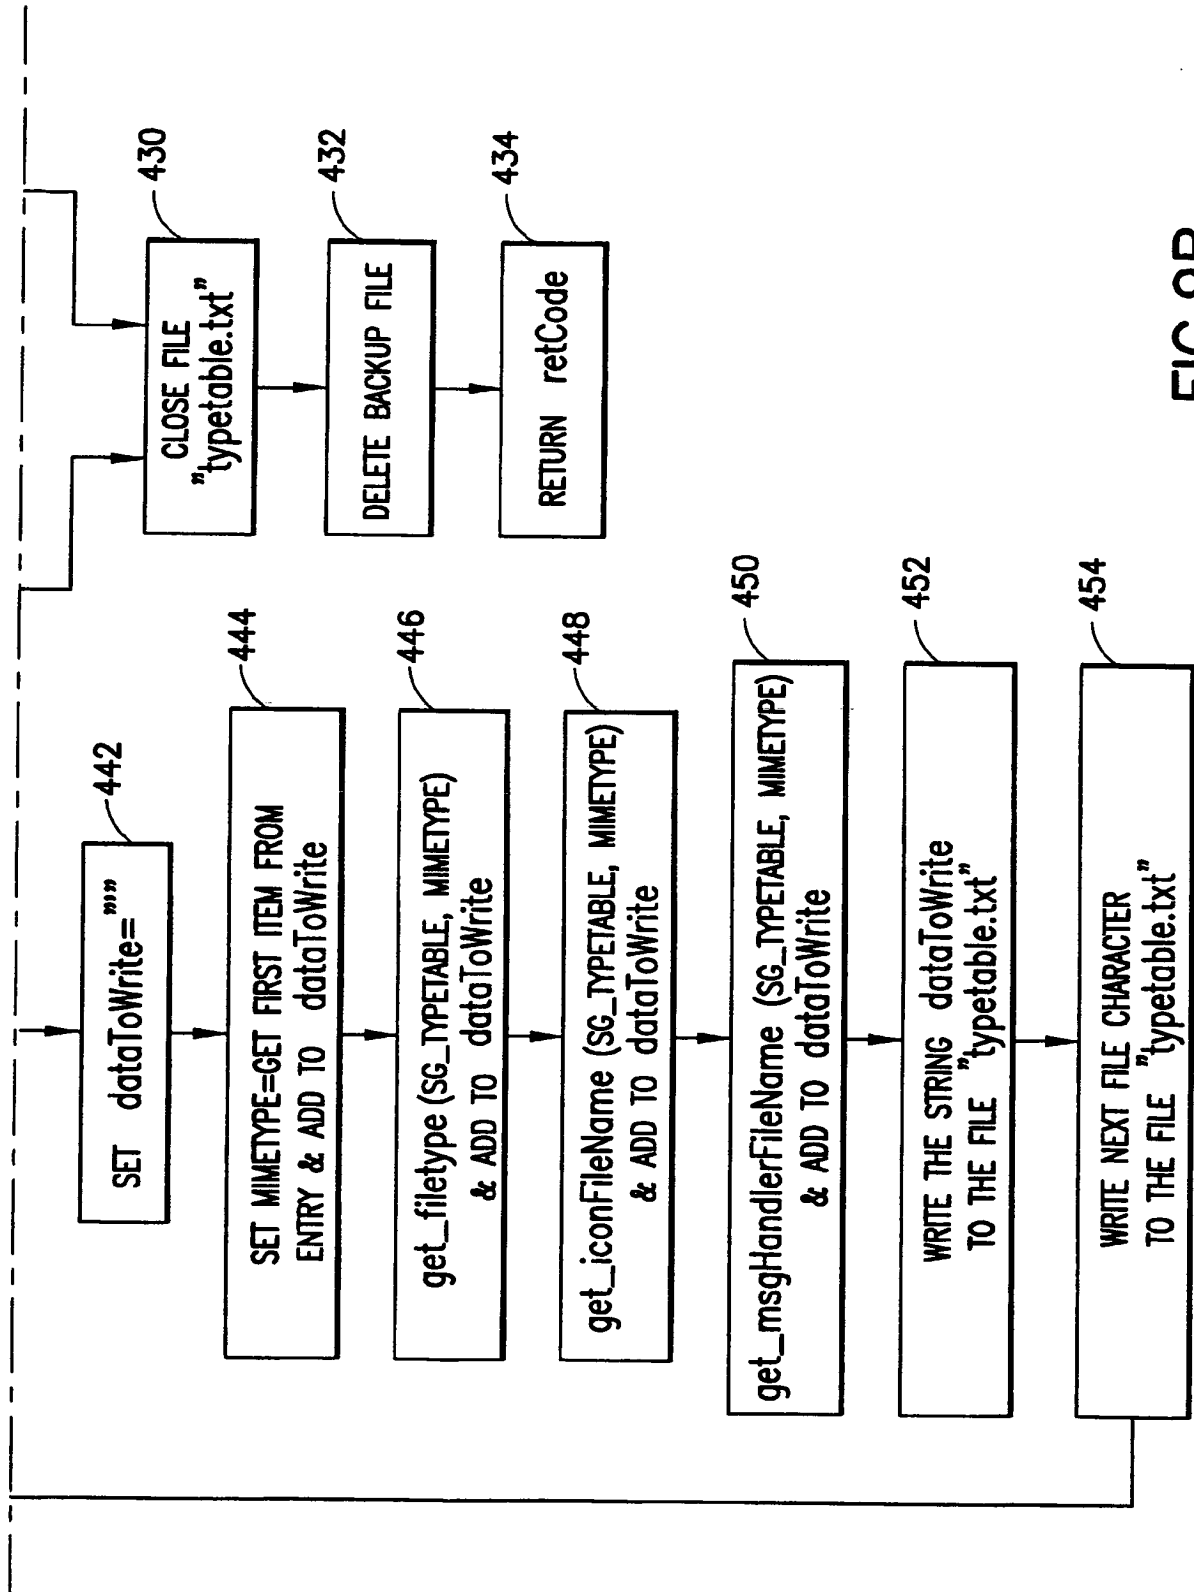 442
SET dataToWrite=""
444
SET MIMETYPE=GET FIRST ITEM FROM
ENTRY & ADD TO dataToWrite
446
get_filetype (SG_TYPETABLE, MIMETYPE)
& ADD TO dataToWrite
448
get_iconFileName (SG_TYPETABLE, MIMETYPE)
& ADD TO dataToWrite
450
get_msgHandlerFileName (SG_TYPETABLE, MIMETYPE)
& ADD TO dataToWrite
452
WRITE THE STRING dataToWrite
TO THE FILE "typetable.txt"
454
WRITE NEXT FILE CHARACTER
TO THE FILE "typetable.txt"
430
CLOSE FILE
"typetable.txt"
432
DELETE BACKUP FILE
434
RETURN retCode